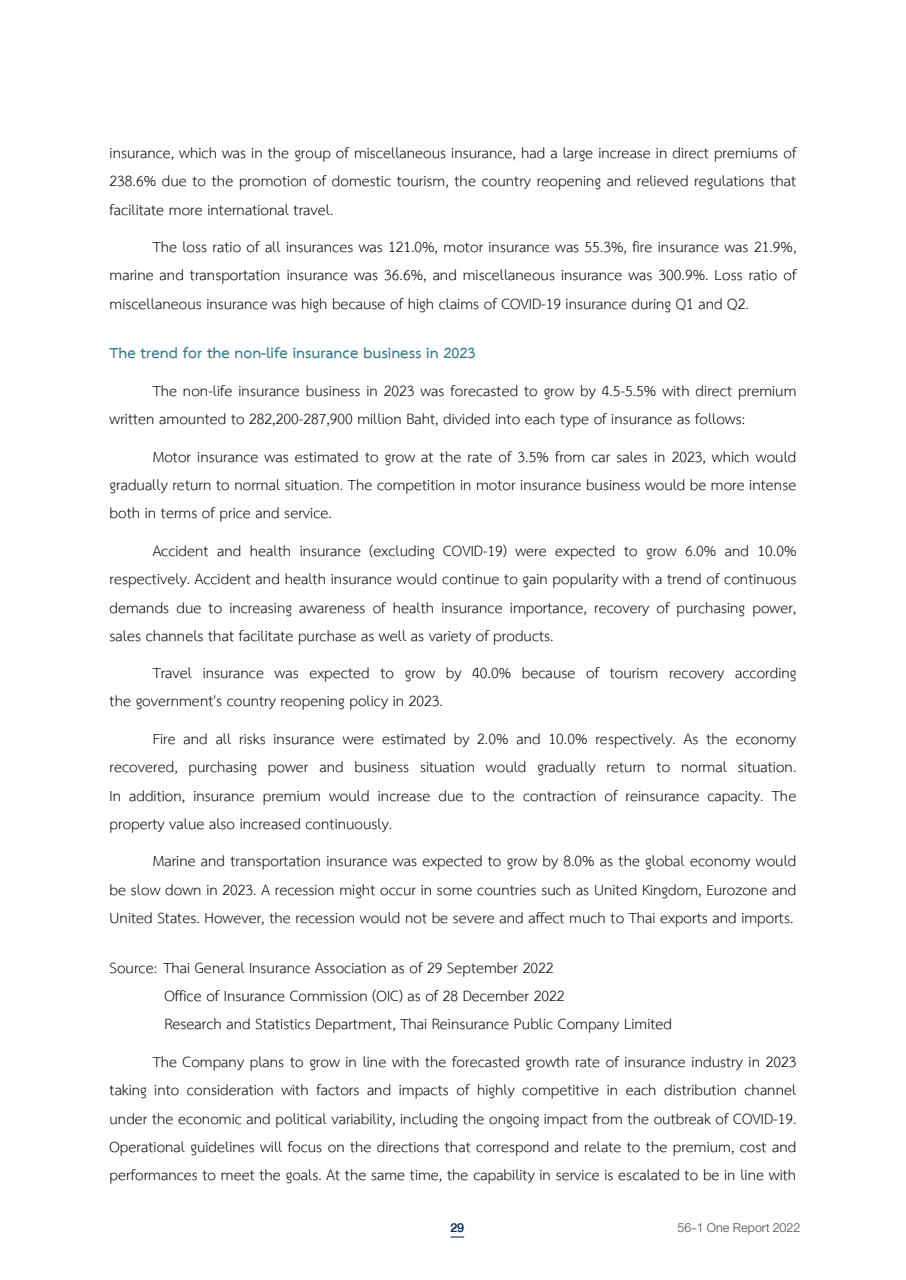 insurance, which was in the group of miscellaneous insurance, had a large increase in direct premiums of
238.6% due to the promotion of domestic tourism, the country reopening and relieved regulations that
facilitate more international travel.
The loss ratio of all insurances was 121.0%, motor insurance was 55.3%, fire insurance was 21.9%,
marine and transportation insurance was 36.6%, and miscellaneous insurance was 300.9%. Loss ratio of
miscellaneous insurance was high because of high claims of COVID-19 insurance during Q1 and Q2.
The trend for the non-life insurance business in 2023
The non-life insurance business in 2023 was forecasted to grow by 4.5-5.5% with direct premium
written amounted to 282,200-287,900 million Baht, divided into each type of insurance as follows:
Motor insurance was estimated to grow at the rate of 3.5% from car sales in 2023, which would
gradually return to normal situation. The competition in motor insurance business would be more intense
both in terms of price and service.
Accident and health insurance (excluding COVID-19) were expected to grow 6.0% and 10.0%
respectively. Accident and health insurance would continue to gain popularity with a trend of continuous
demands due to increasing awareness of health insurance importance, recovery of purchasing power,
sales channels that facilitate purchase as well as variety of products.
Travel insurance was expected to grow by 40.0% because of tourism recovery according
the government's country reopening policy in 2023.
Fire and all risks insurance were estimated by 2.0% and 10.0% respectively. As the economy
recovered, purchasing power and business situation would gradually return to normal situation.
In addition, insurance premium would increase due to the contraction of reinsurance capacity. The
property value also increased continuously.
Marine and transportation insurance was expected to grow by 8.0% as the global economy would
be slow down in 2023. A recession might occur in some countries such as United Kingdom, Eurozone and
United States. However, the recession would not be severe and affect much to Thai exports and imports.
Source: Thai General Insurance Association as of 29 September 2022
Office of Insurance Commission (OIC) as of 28 December 2022
Research and Statistics Department, Thai Reinsurance Public Company Limited
The Company plans to grow in line with the forecasted growth rate of insurance industry in 2023
taking into consideration with factors and impacts of highly competitive in each distribution channel
under the economic and political variability, including the ongoing impact from the outbreak of COVID-19.
Operational guidelines will focus on the directions that correspond and relate to the premium, cost and
performances to meet the goals. At the same time, the capability in service is escalated to be in line with
29
56-1 One Report 2022